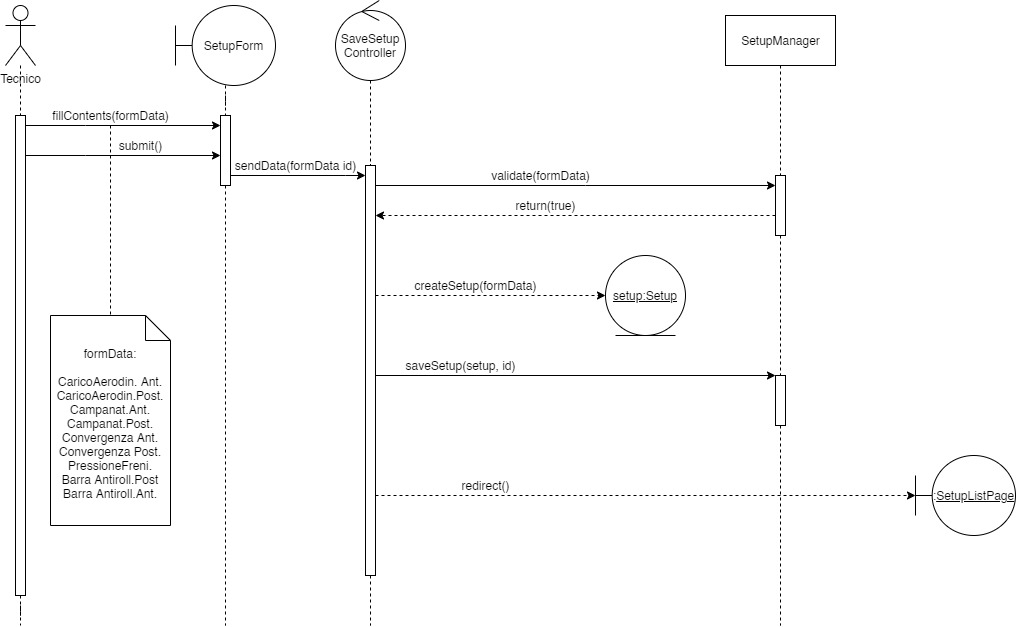 Tecnico
SetupForm
SaveSetup
Controller
SetupManager
fillContents(formData)
submit()
sendData(formData id)
validate(formData)
return(true)
createSetup(formData)
setup:Setup
formData:
CaricoAerodin. Ant.
CaricoAerodin.Post.
Campanat.Ant.
Campanat.Post.
Convergenza Ant.
Convergenza Post.
PressioneFreni.
Barra Antiroll.Post
Barra Antiroll.Ant.
saveSetup(setup, id)
redirect()
:SetupListPage